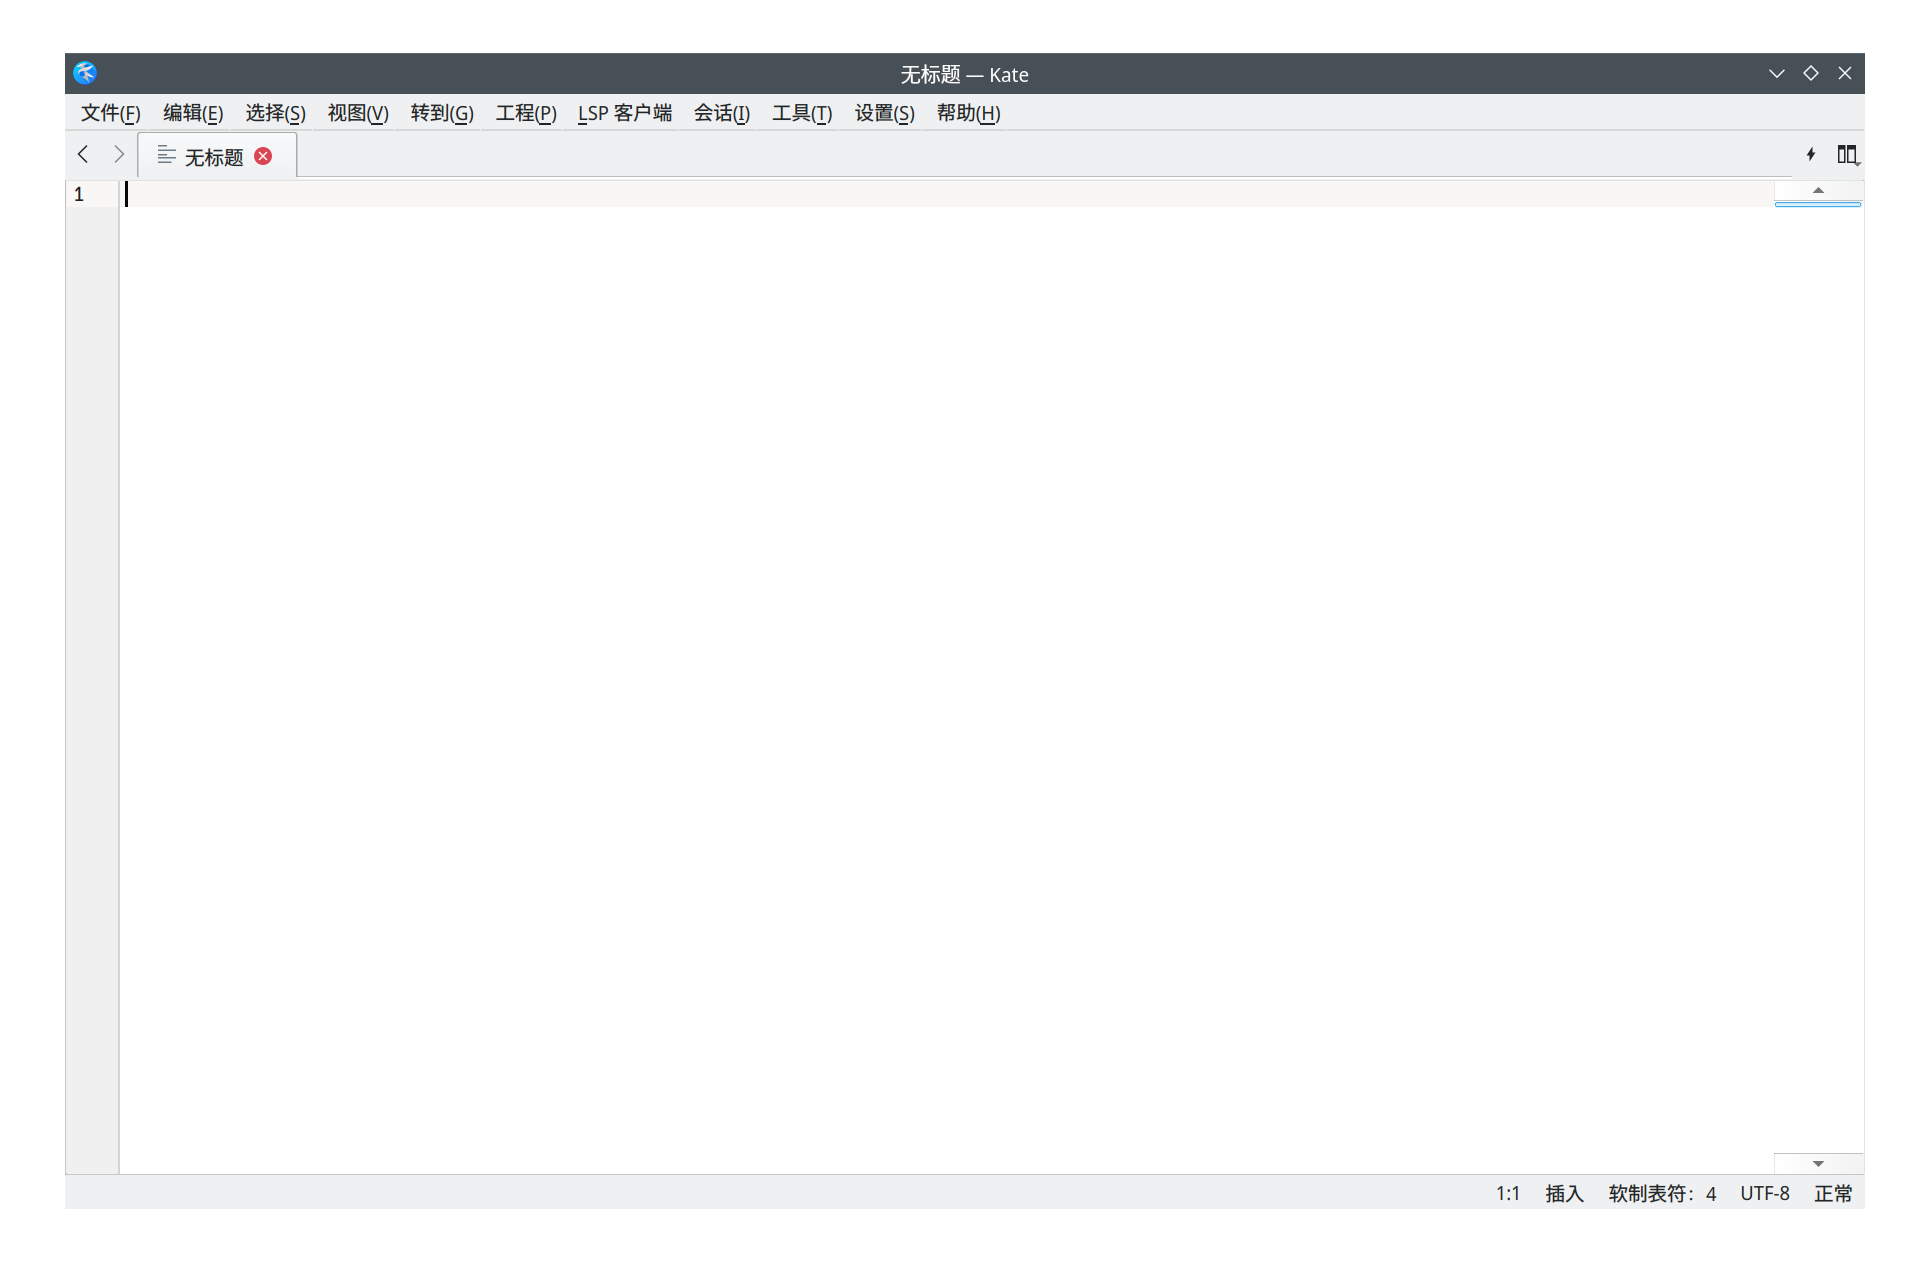 无标题 — Kate
文件(F) 编辑(E) 选择(S) 视图(V) 转到(G) 工程(P) LSP 客户端 会话(I) 工具(T) 设置(S) 帮助(H)
无标题
1
1:1 插入 软制表符：4 UTF-8 正常